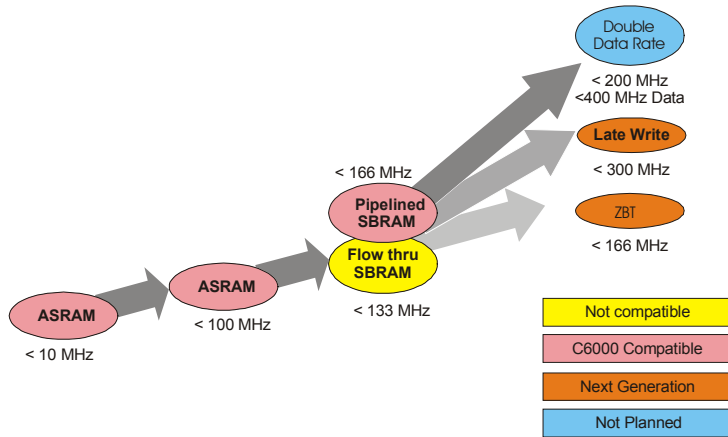 Double
Data Rate
< 200 MHz
<400 MHz Data
Late Write
< 300 MHz
< 166 MHz
Pipelined
SBRAM
ZBT
< 166 MHz
Flow thru
SBRAM
< 133 MHz
ASRAM
< 100 MHz
ASRAM
< 10 MHz
Not compatible
C6000 Compatible
Next Generation
Not Planned